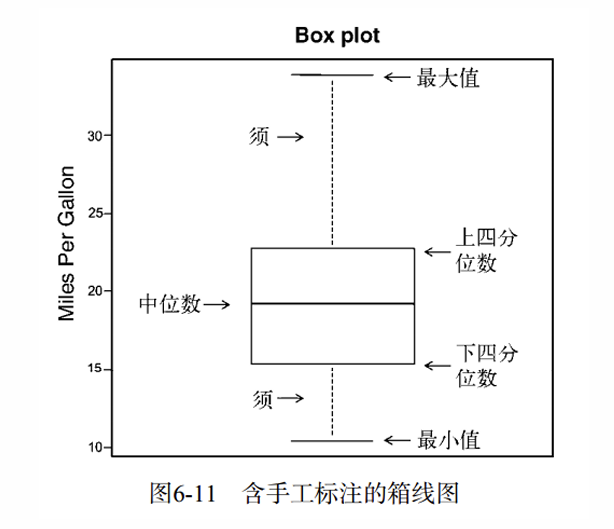 Box plot
最大值
须
30
25
Miles Per Gallon
上四分
位数
20
中位数
15
下四分
位数
须
最小值
10
图6-11 含手工标注的箱线图